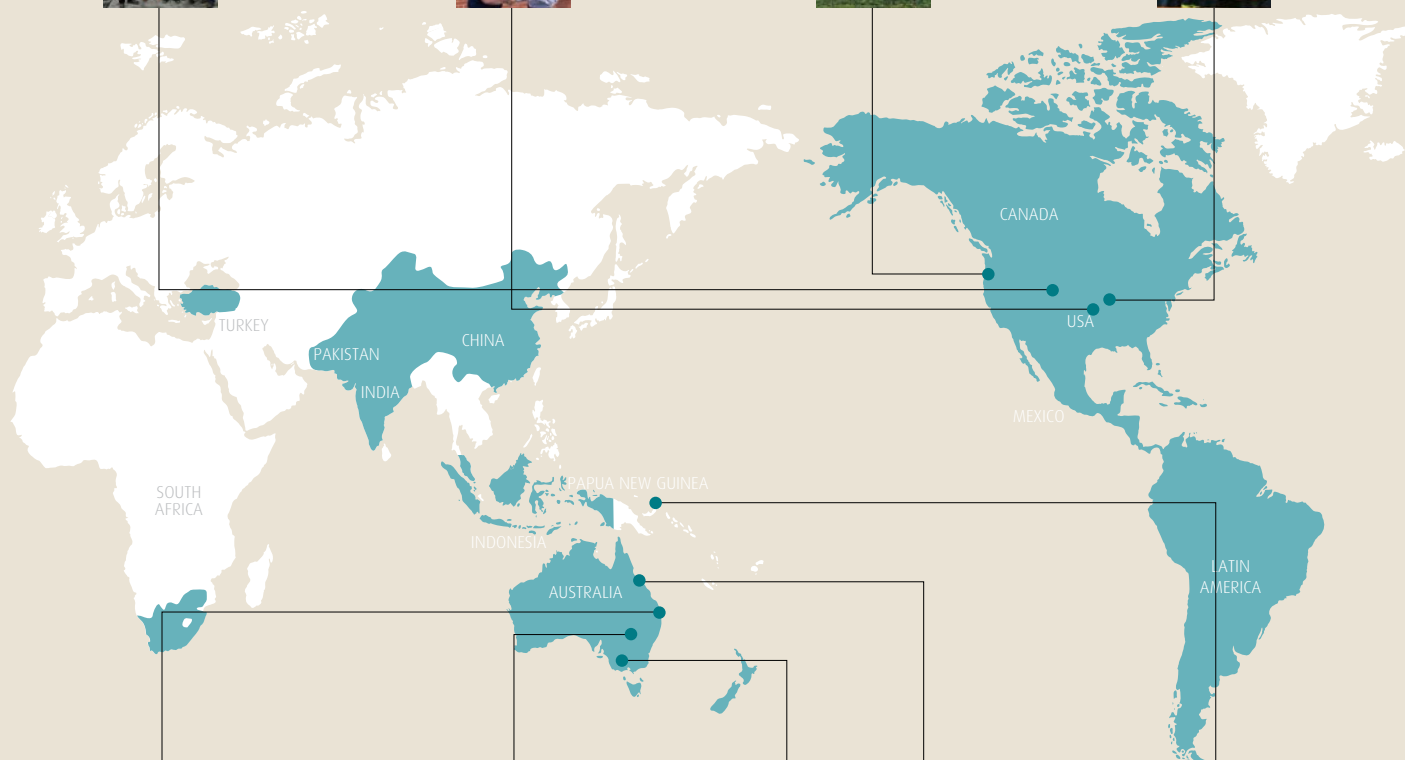 CANADA
USA
TURKEY
CHINA
PAKISTAN
INDIA
MEXICO
PAPUA NEW GUINEA
SOUTH
AFRICA
INDONESIA
LATIN
AMERICA
AUSTRALIA